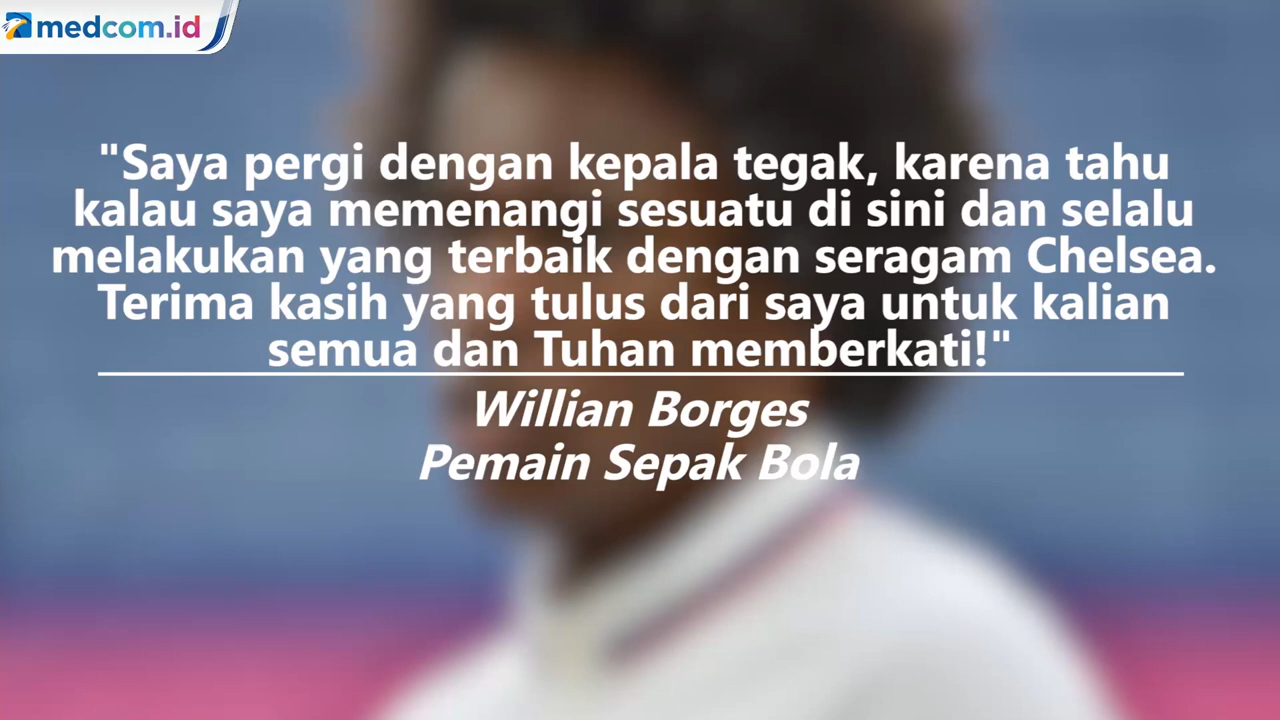 medcom.id
"Saya pergi dengan kepala tegak, karena tahu
kalau saya memenangi sesuatu di sini dan selalu
melakukan yang terbaik dengan seragam Chelsea.
Terima kasih yang tulus dari saya untuk kalian
semua dan Tuhan memberkati!"
Willian Borges
Pemain Sepak Bola